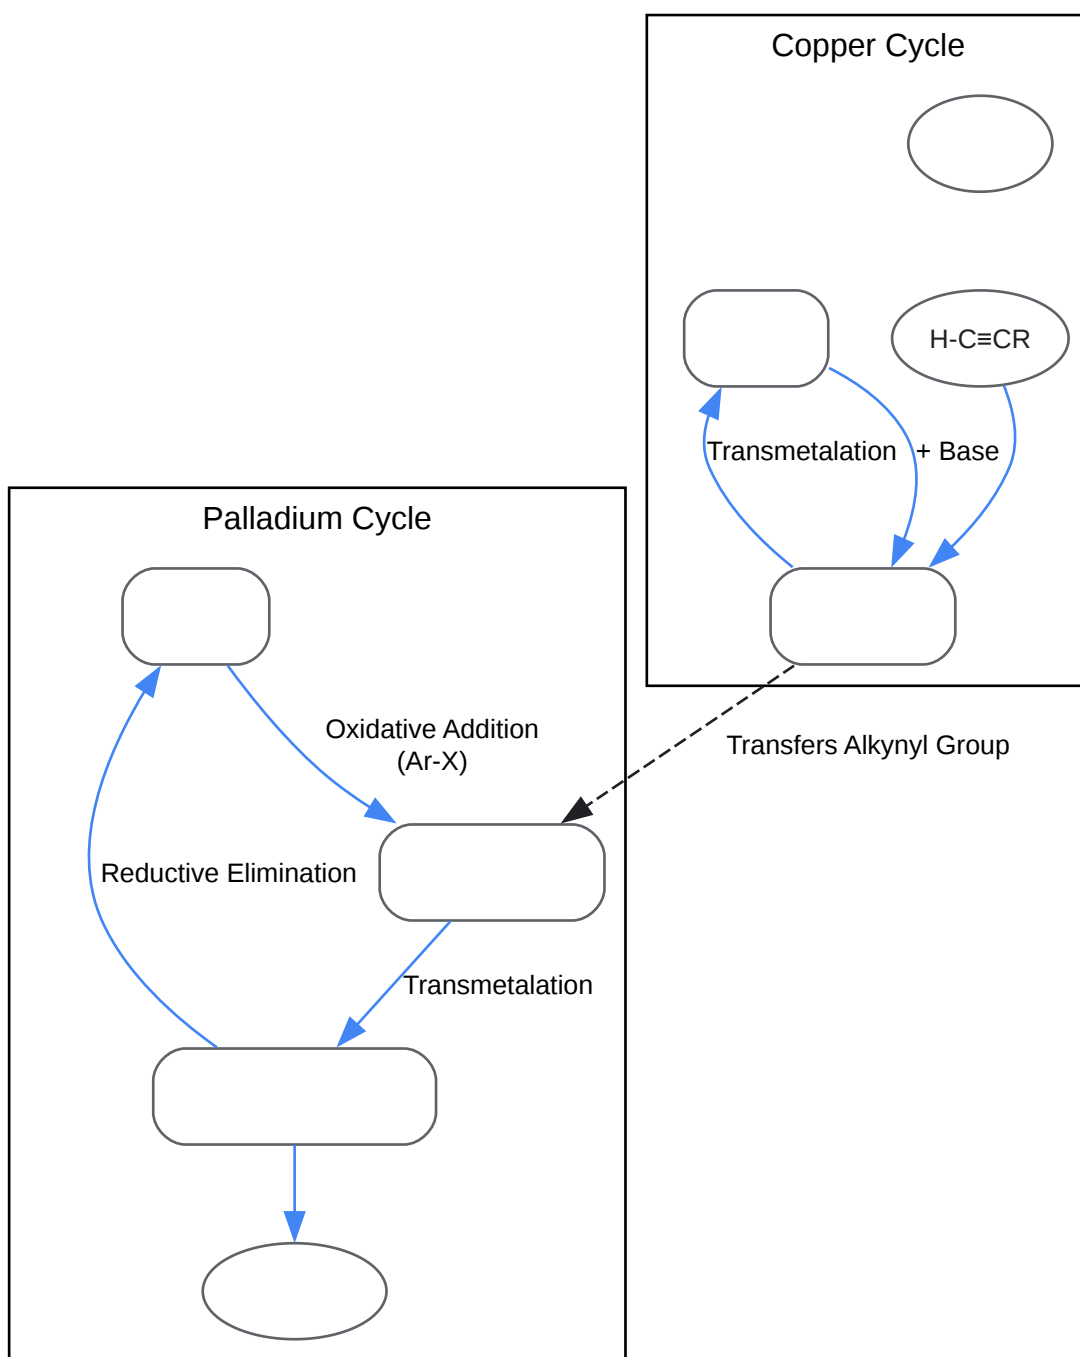 Copper Cycle
H-C≡CR
Transmetalation
+ Base
Palladium Cycle
Oxidative Addition
(Ar-X)
Transfers Alkynyl Group
Reductive Elimination
Transmetalation